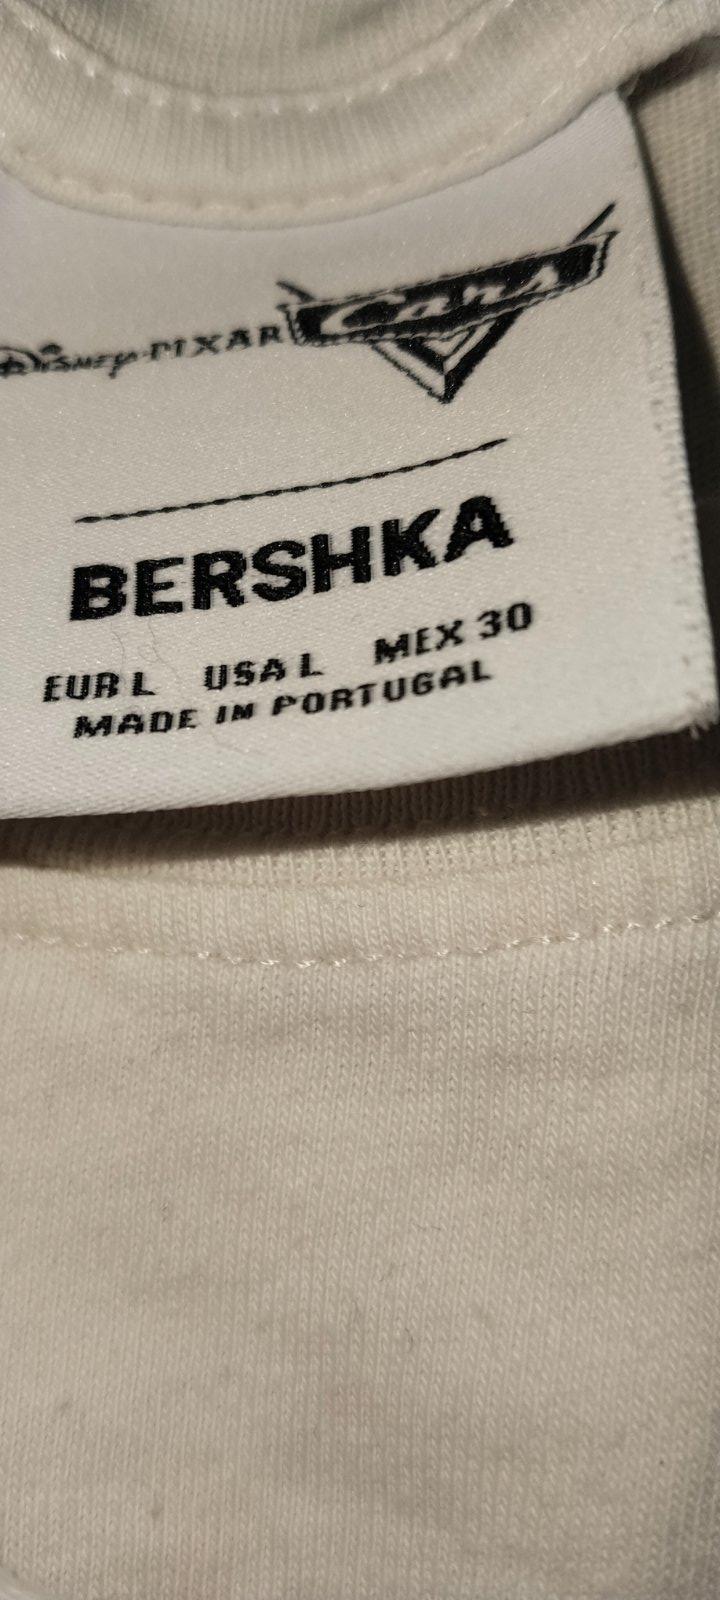 Disney·PIXAR Cars
BERSHKA
EUR L USA L MEX 30
MADE IN PORTUGAL